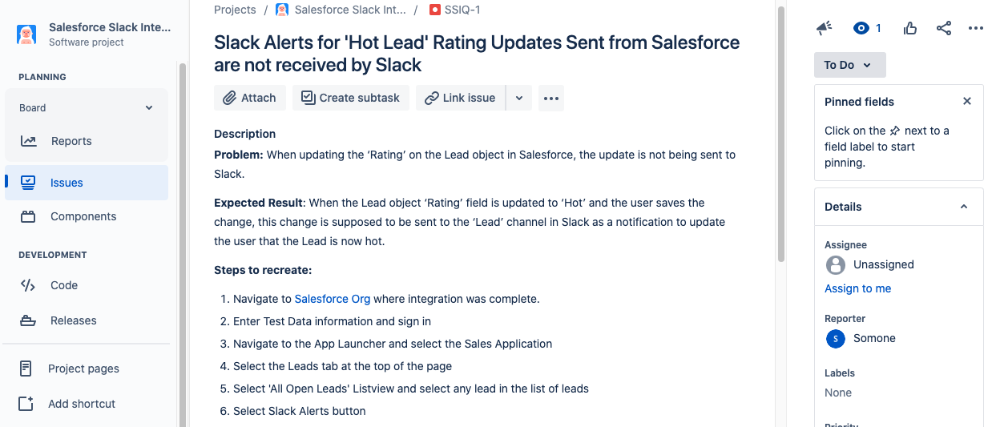 Salesforce Slack Inte...
Software project
PLANNING
Board
Reports
Issues
Components
DEVELOPMENT
Code
Releases
Project pages
Add shortcut
Projects / Salesforce Slack Int... / SSIQ-1
Slack Alerts for 'Hot Lead' Rating Updates Sent from Salesforce
are not received by Slack
Attach Create subtask Link issue
Description
Problem: When updating the ‘Rating’ on the Lead object in Salesforce, the update is not being sent to
Slack.
Expected Result: When the Lead object ‘Rating’ field is updated to ‘Hot’ and the user saves the
change, this change is supposed to be sent to the ‘Lead’ channel in Slack as a notification to update
the user that the Lead is now hot.
Steps to recreate:
1. Navigate to Salesforce Org where integration was complete.
2. Enter Test Data information and sign in
3. Navigate to the App Launcher and select the Sales Application
4. Select the Leads tab at the top of the page
5. Select 'All Open Leads' Listview and select any lead in the list of leads
6. Select Slack Alerts button
1
To Do
Pinned fields
Click on the next to a
field label to start
pinning.
Details
Assignee
Unassigned
Assign to me
Reporter
S Somone
Labels
None
Priority